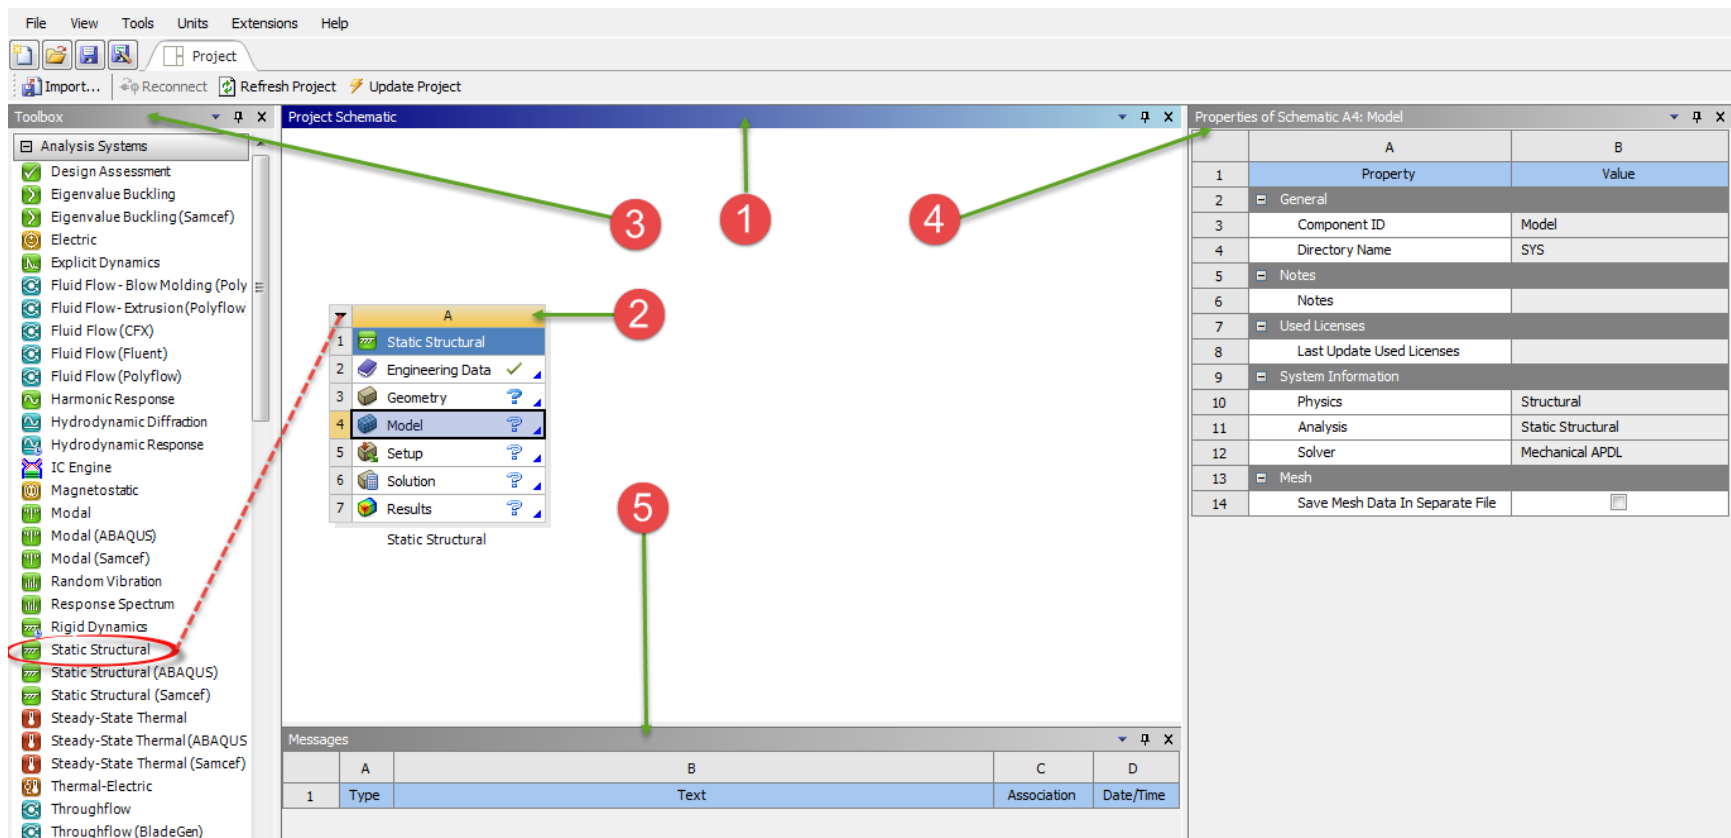 File View Tools Units Extensions Help
Project
Import... Reconnect Refresh Project Update Project
Toolbox
Analysis Systems
Design Assessment
Eigenvalue Buckling
Eigenvalue Buckling (Samcef)
Electric
Explicit Dynamics
Fluid Flow - Blow Molding (Poly
Fluid Flow - Extrusion (Polyflow
Fluid Flow (CFX)
Fluid Flow (Fluent)
Fluid Flow (Polyflow)
Harmonic Response
Hydrodynamic Diffraction
Hydrodynamic Response
IC Engine
Magnetostatic
Modal
Modal (ABAQUS)
Modal (Samcef)
Random Vibration
Response Spectrum
Rigid Dynamics
Static Structural
Static Structural (ABAQUS)
Static Structural (Samcef)
Steady-State Thermal
Steady-State Thermal (ABAQUS
Steady-State Thermal (Samcef)
Thermal-Electric
Throughflow
Throughflow (BladeGen)
Project Schematic
3
1
4
2
A
1 Static Structural
2 Engineering Data
3 Geometry ?
4 Model ?
5 Setup ?
6 Solution ?
7 Results ?
Static Structural
5
Messages
A B C D
1 Type Text Association Date/Time
Properties of Schematic A4: Model
A B
1 Property Value
2 General
3 Component ID Model
4 Directory Name SYS
5 Notes
6 Notes
7 Used Licenses
8 Last Update Used Licenses
9 System Information
10 Physics Structural
11 Analysis Static Structural
12 Solver Mechanical APDL
13 Mesh
14 Save Mesh Data In Separate File